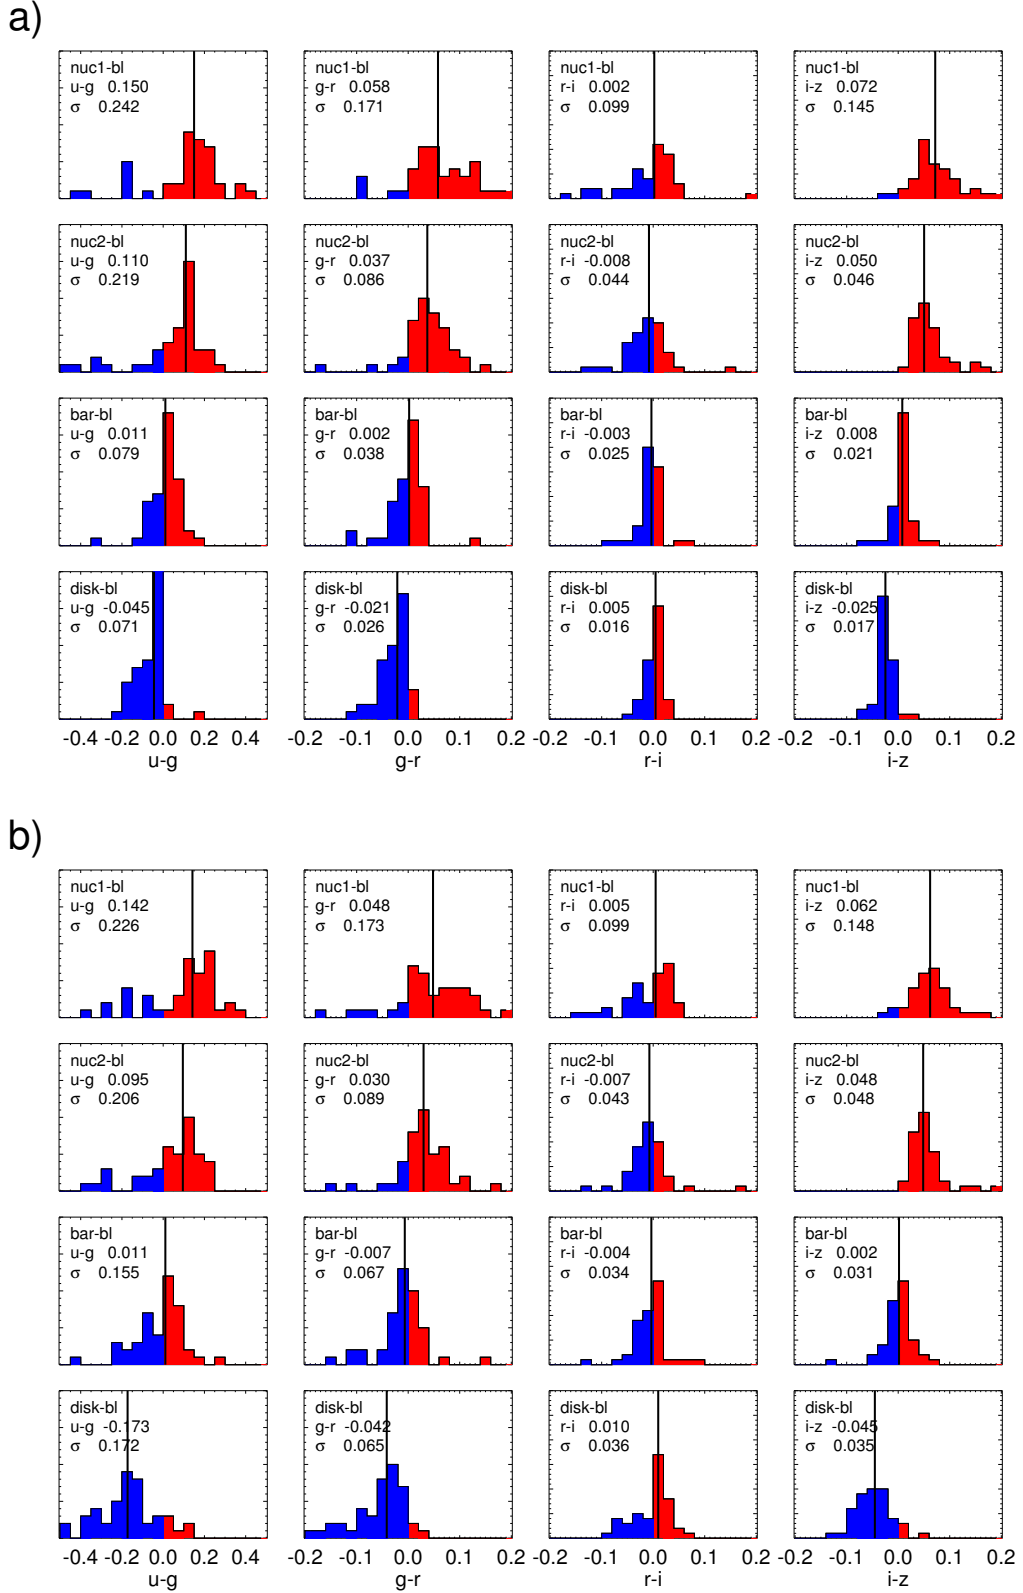 a)
nuc1-bl
u-g 0.150
σ 0.242
nuc1-bl
g-r 0.058
σ 0.171
nuc1-bl
r-i 0.002
σ 0.099
nuc1-bl
i-z 0.072
σ 0.145
nuc2-bl
u-g 0.110
σ 0.219
nuc2-bl
g-r 0.037
σ 0.086
nuc2-bl
r-i -0.008
σ 0.044
nuc2-bl
i-z 0.050
σ 0.046
bar-bl
u-g 0.011
σ 0.079
bar-bl
g-r 0.002
σ 0.038
bar-bl
r-i -0.003
σ 0.025
bar-bl
i-z 0.008
σ 0.021
disk-bl
u-g -0.045
σ 0.071
disk-bl
g-r -0.021
σ 0.026
disk-bl
r-i 0.005
σ 0.016
disk-bl
i-z -0.025
σ 0.017
-0.4 -0.2 0.0 0.2 0.4
-0.2 -0.1 0.0 0.1 0.2
-0.2 -0.1 0.0 0.1 0.2
-0.2 -0.1 0.0 0.1 0.2
u-g
g-r
r-i
i-z
b)
nuc1-bl
u-g 0.142
σ 0.226
nuc1-bl
g-r 0.048
σ 0.173
nuc1-bl
r-i 0.005
σ 0.099
nuc1-bl
i-z 0.062
σ 0.148
nuc2-bl
u-g 0.095
σ 0.206
nuc2-bl
g-r 0.030
σ 0.089
nuc2-bl
r-i -0.007
σ 0.043
nuc2-bl
i-z 0.048
σ 0.048
bar-bl
u-g 0.011
σ 0.155
bar-bl
g-r -0.007
σ 0.067
bar-bl
r-i -0.004
σ 0.034
bar-bl
i-z 0.002
σ 0.031
disk-bl
u-g -0.173
σ 0.172
disk-bl
g-r -0.042
σ 0.065
disk-bl
r-i 0.010
σ 0.036
disk-bl
i-z -0.045
σ 0.035
-0.4 -0.2 0.0 0.2 0.4
-0.2 -0.1 0.0 0.1 0.2
-0.2 -0.1 0.0 0.1 0.2
-0.2 -0.1 0.0 0.1 0.2
u-g
g-r
r-i
i-z